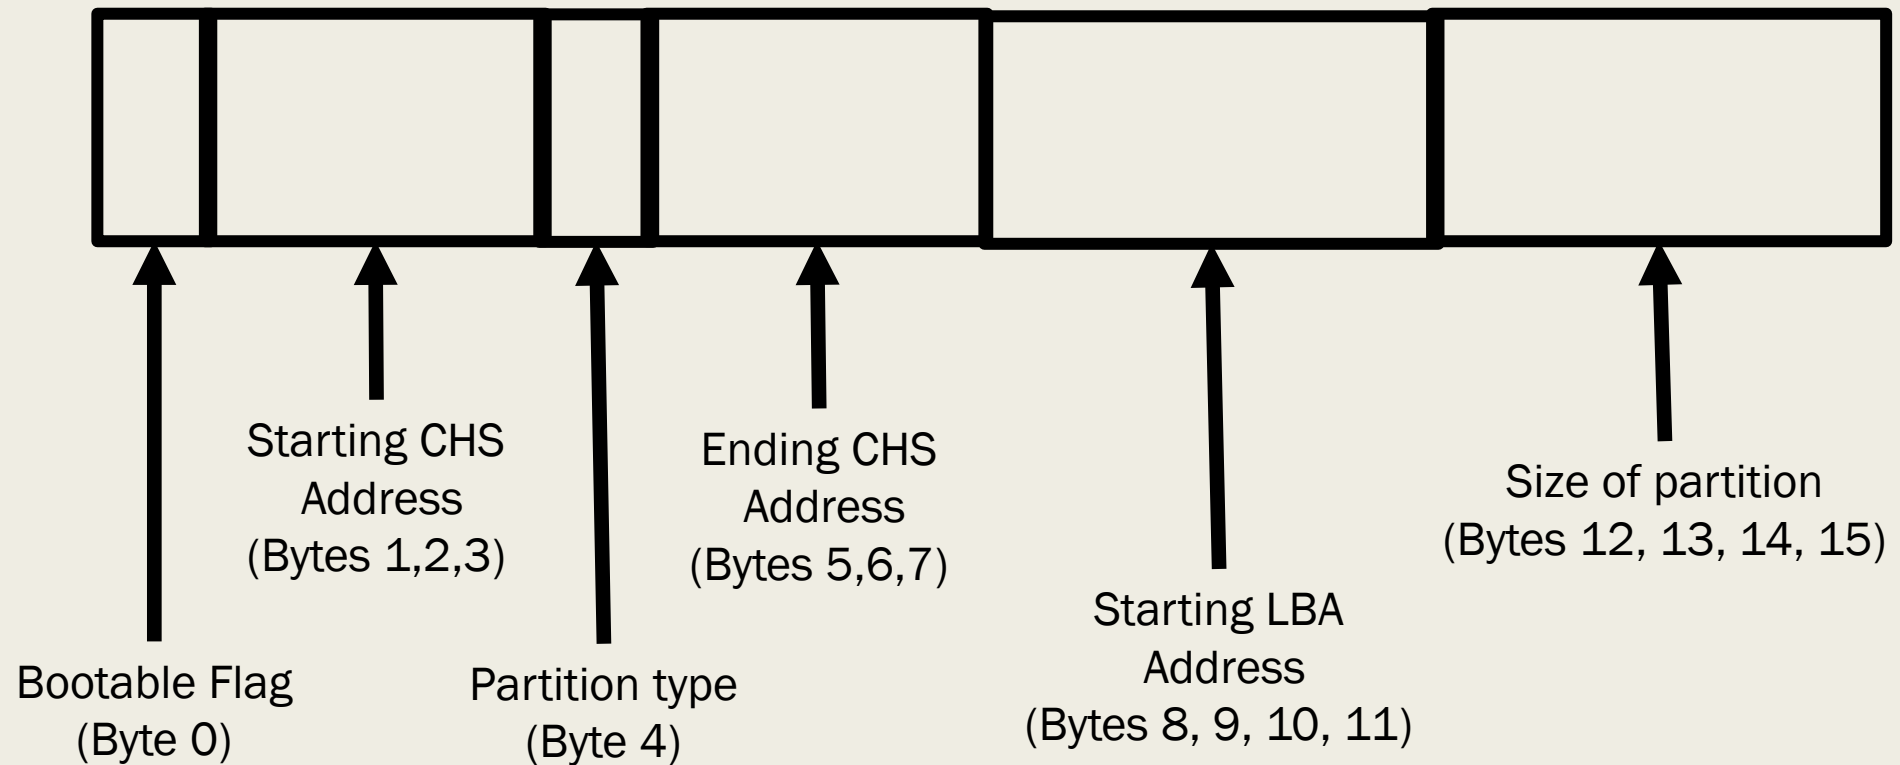 Bootable Flag
(Byte 0)
Starting CHS
Address
(Bytes 1,2,3)
Partition type
(Byte 4)
Ending CHS
Address
(Bytes 5,6,7)
Starting LBA
Address
(Bytes 8, 9, 10, 11)
Size of partition
(Bytes 12, 13, 14, 15)